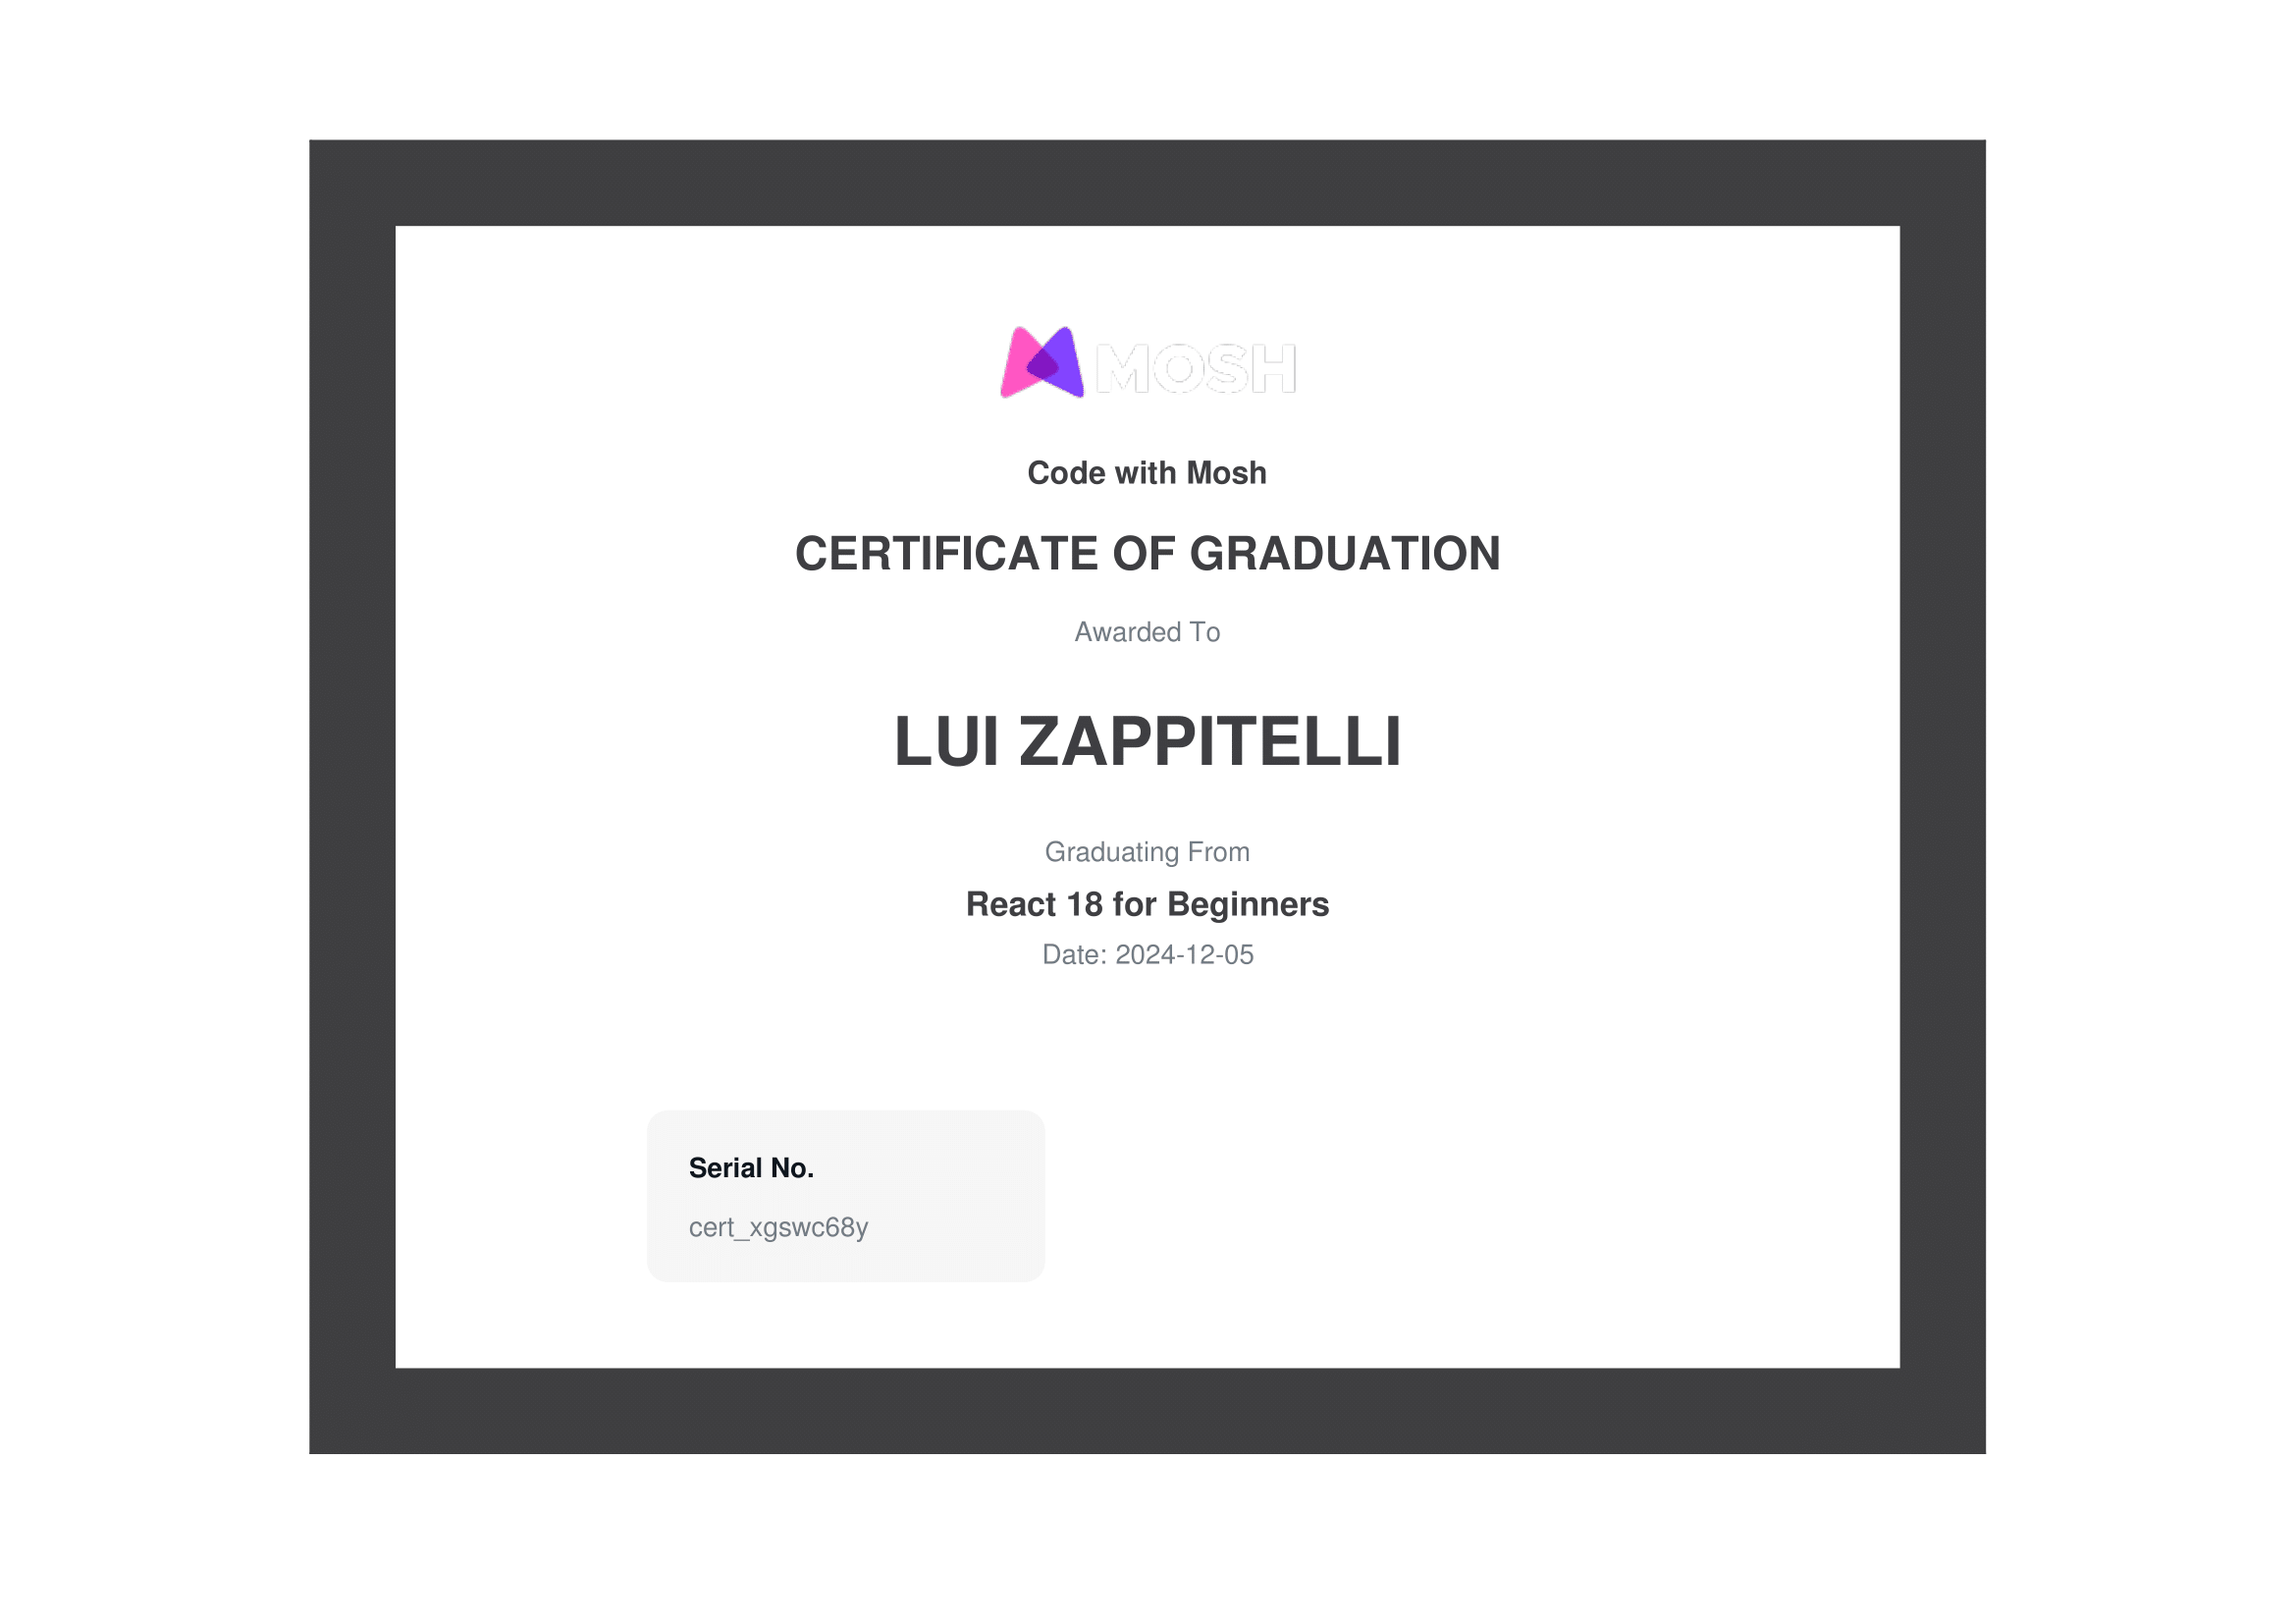 MOSH
Code with Mosh
CERTIFICATE OF GRADUATION
Awarded To
LUI ZAPPITELLI
Graduating From
React 18 for Beginners
Date: 2024-12-05
Serial No.
cert_xgswc68y